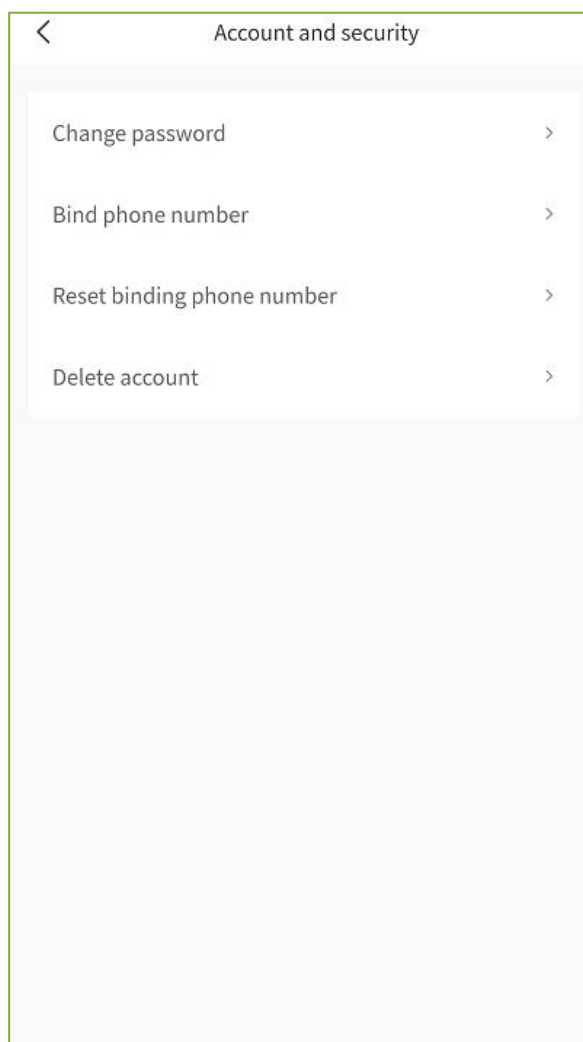 Account and security
Change password
Bind phone number
Reset binding phone number
Delete account